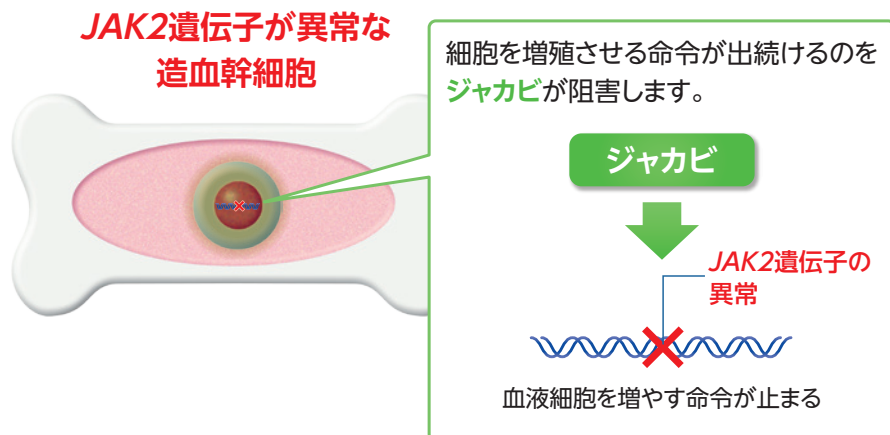 JAK2遺伝子が異常な
造血幹細胞
細胞を増殖させる命令が出続けるのを
ジャカビが阻害します。
ジャカビ
JAK2遺伝子の
異常
血液細胞を増やす命令が止まる